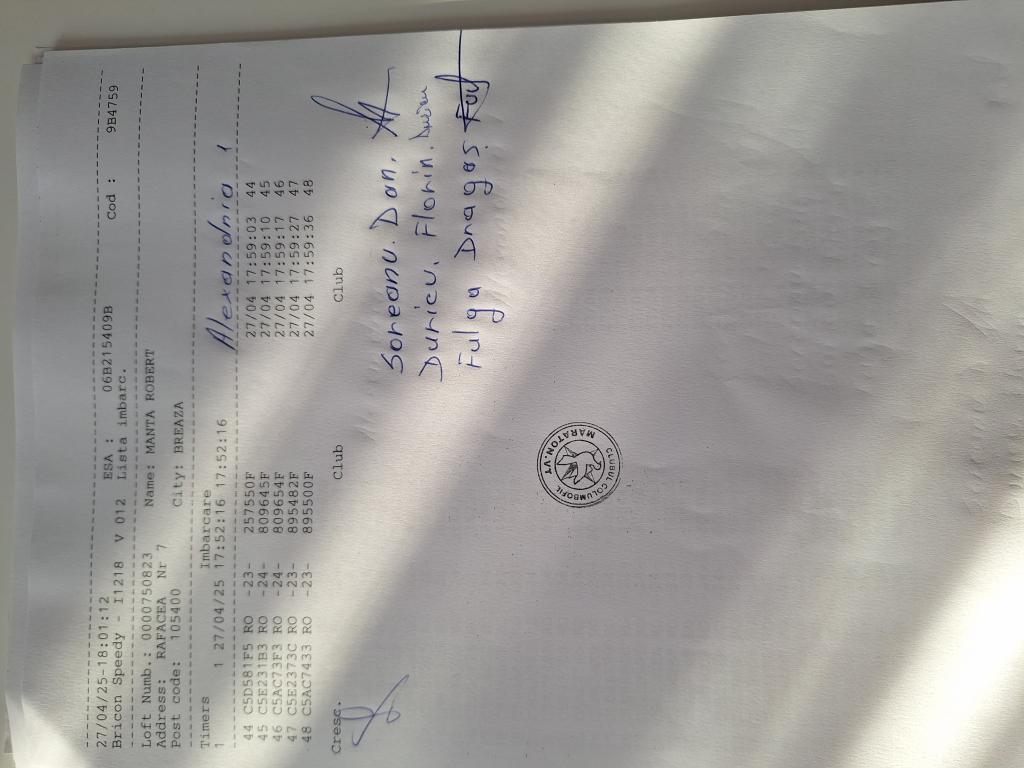 27/04/25-18:01:12 ESA : 06B215409B Cod : 9B4759
Bricon Speedy - I1218 V 012 Lista imbarc.
Loft Numb.: 0000750823 Name: MANTA ROBERT
Address: RAFACEA Nr 7
Post code: 105400 City: BREAZA
Timers Imbarcare
1 1 27/04/25 17:52:16 17:52:16 Alexandria 1
44 C5D581F5 RO -23- 257550F 27/04 17:59:03 44
45 C5E231B3 RO -24- 809645F 27/04 17:59:10 45
46 C5AC73F3 RO -24- 809654F 27/04 17:59:17 46
47 C5E2373C RO -23- 895482F 27/04 17:59:27 47
48 C5AC7433 RO -23- 895500F 27/04 17:59:36 48
Cresc. Club Club
Soreanu. Dan.
Duricu. Florin.
Fulga Dragos.
CLUBUL COLUMBOFIL
MARATON. VT